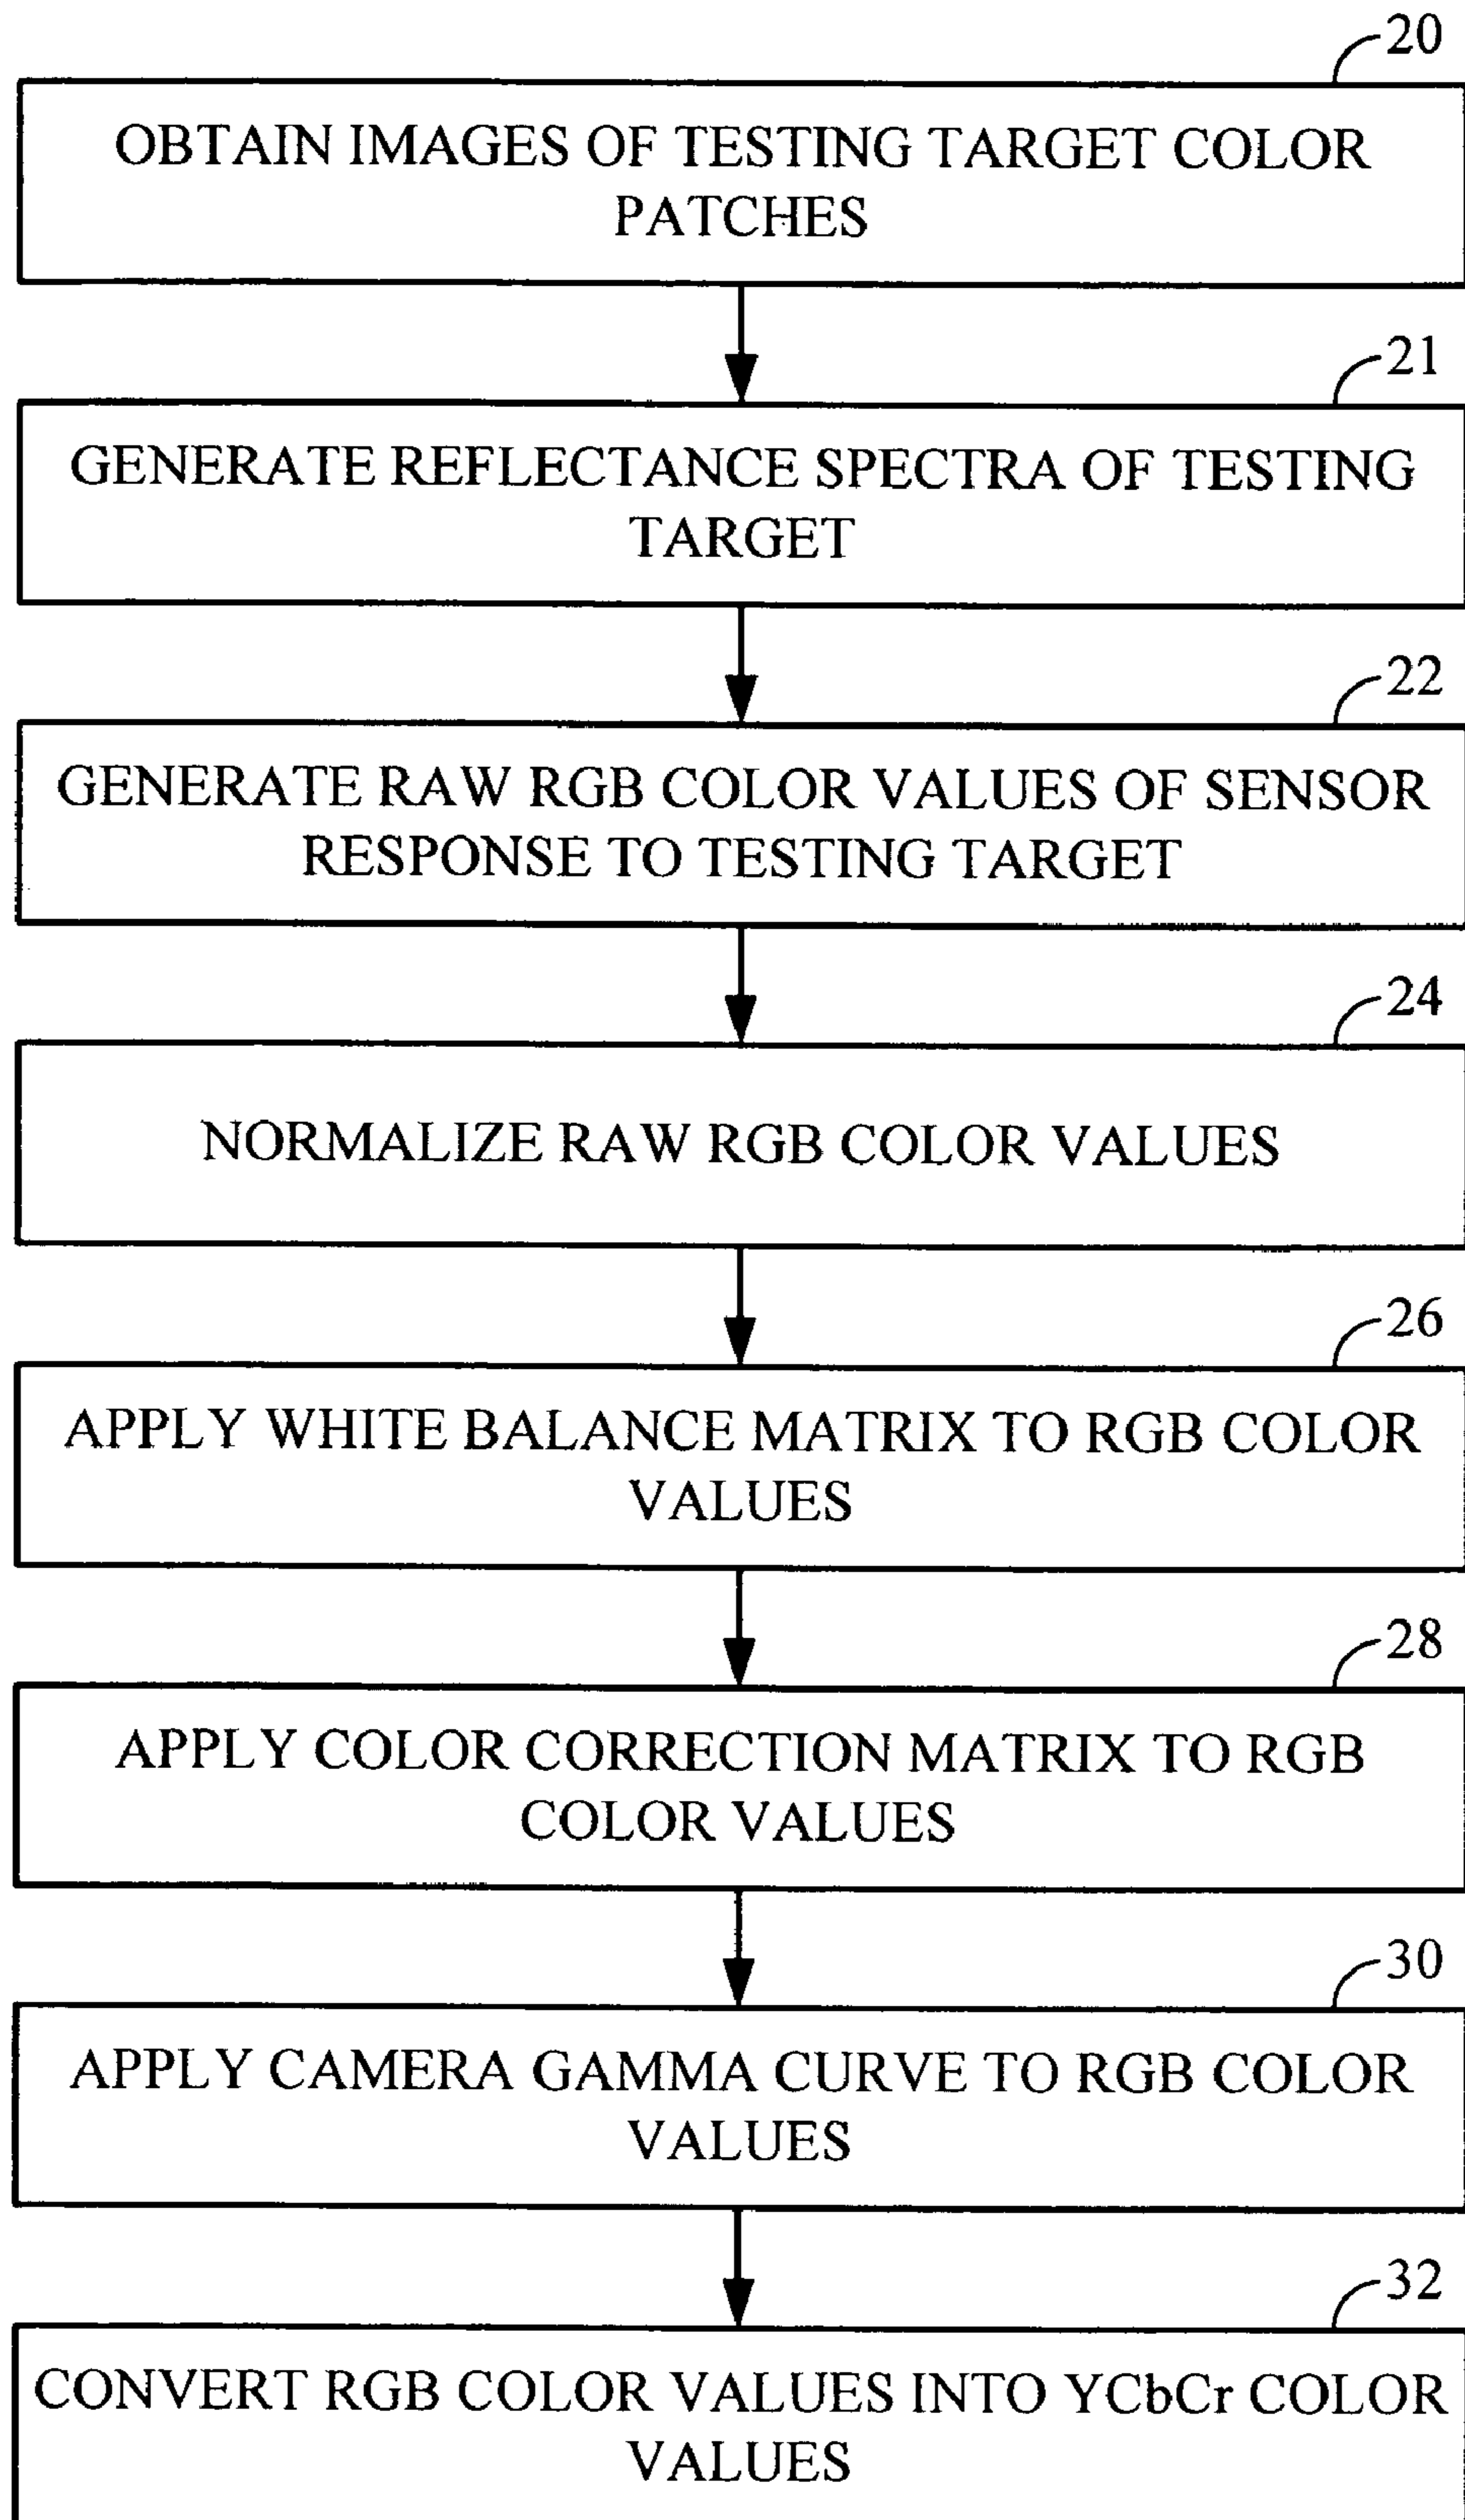 20
OBTAIN IMAGES OF TESTING TARGET COLOR
PATCHES
21
GENERATE REFLECTANCE SPECTRA OF TESTING
TARGET
22
GENERATE RAW RGB COLOR VALUES OF SENSOR
RESPONSE TO TESTING TARGET
24
NORMALIZE RAW RGB COLOR VALUES
26
APPLY WHITE BALANCE MATRIX TO RGB COLOR
VALUES
28
APPLY COLOR CORRECTION MATRIX TO RGB
COLOR VALUES
30
APPLY CAMERA GAMMA CURVE TO RGB COLOR
VALUES
32
CONVERT RGB COLOR VALUES INTO YCbCr COLOR
VALUES